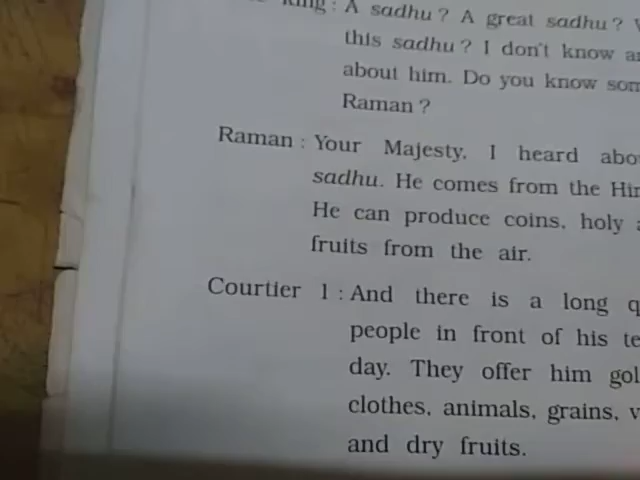 King : A sadhu ? A great sadhu ?
this sadhu ? I don't know
about him. Do you know
Raman ?
Raman : Your Majesty, I heard
sadhu. He comes from the
He can produce coins, holy
fruits from the air.
Courtier 1 : And there is a long
people in front of his
day. They offer him
clothes, animals, grains,
and dry fruits.